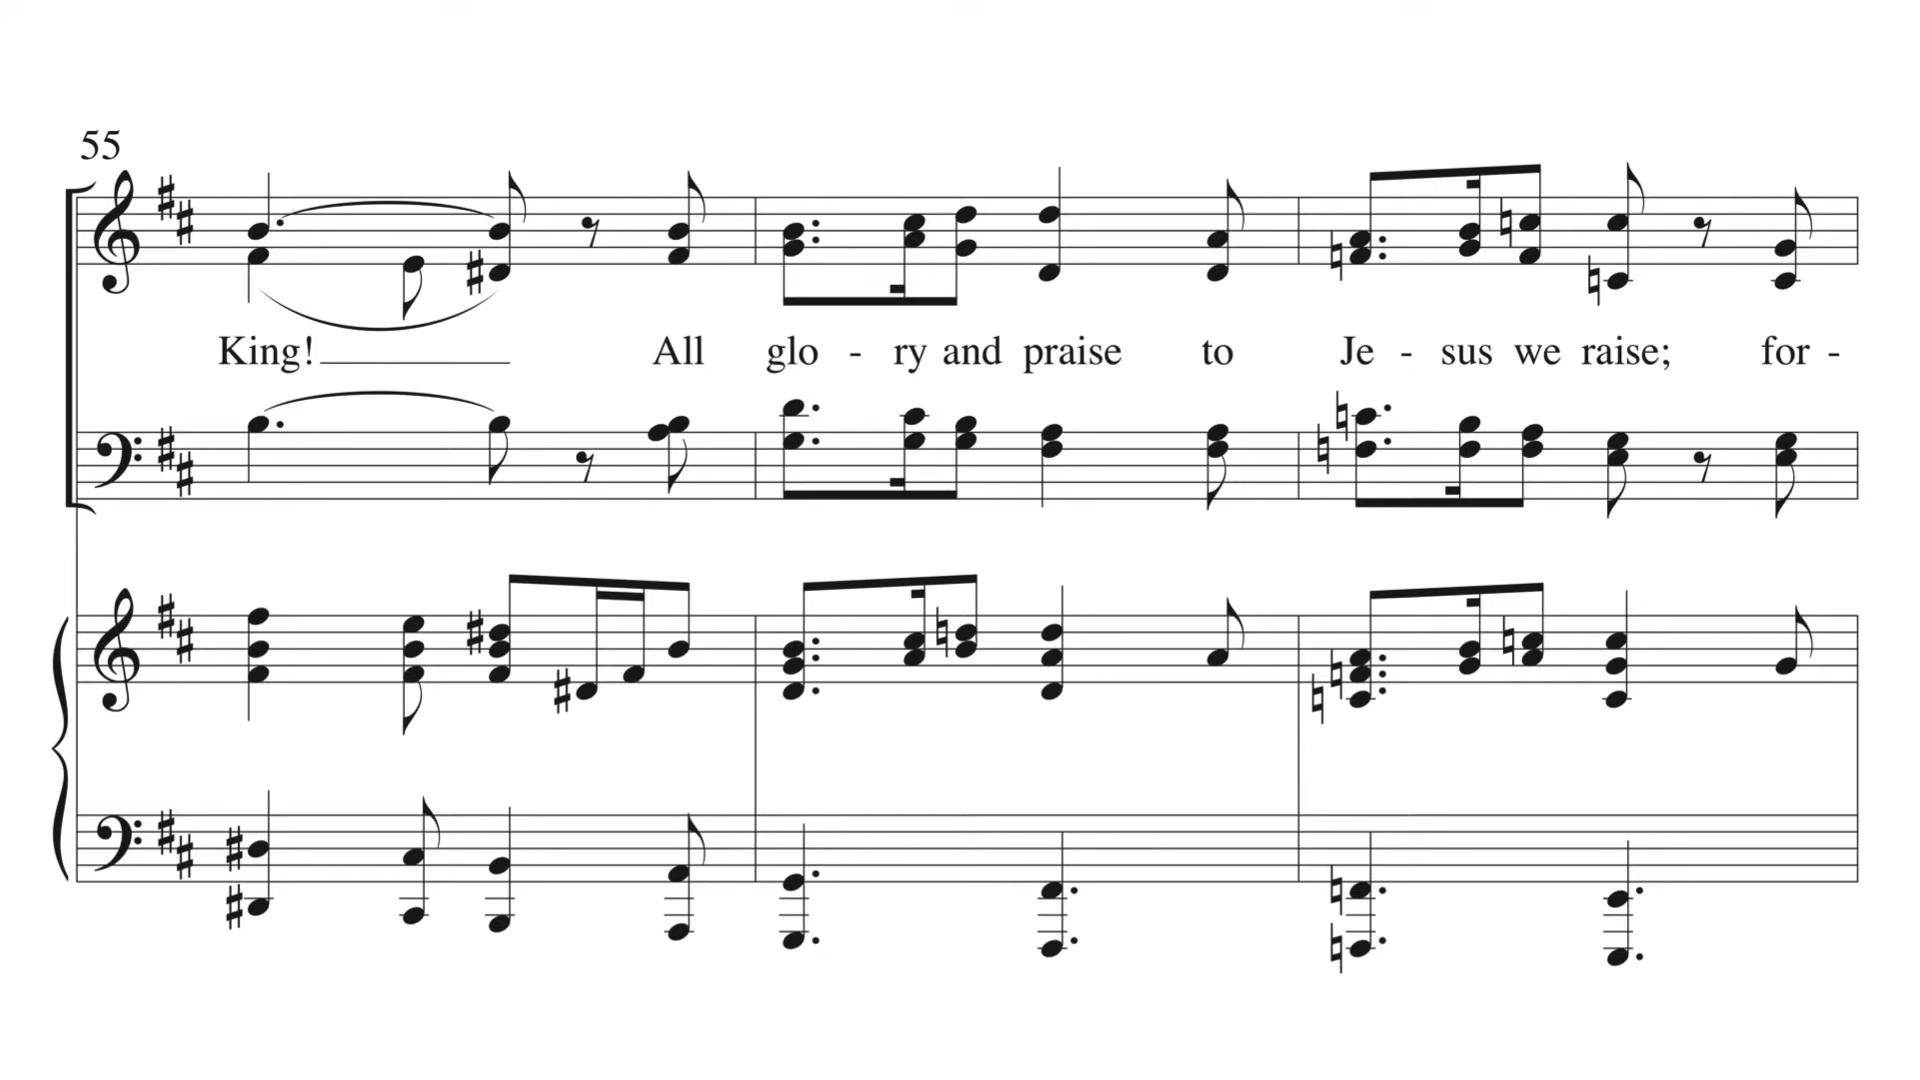 55
King! All glo - ry and praise to Je - sus we raise; for -